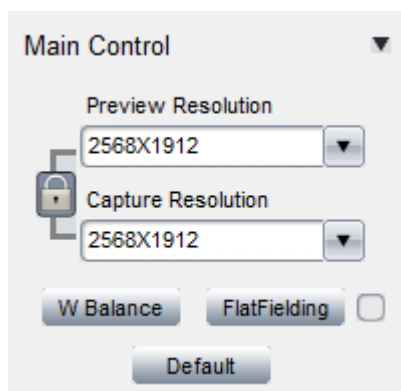 Main Control
Preview Resolution
2568X1912
Capture Resolution
2568X1912
W Balance FlatFielding
Default